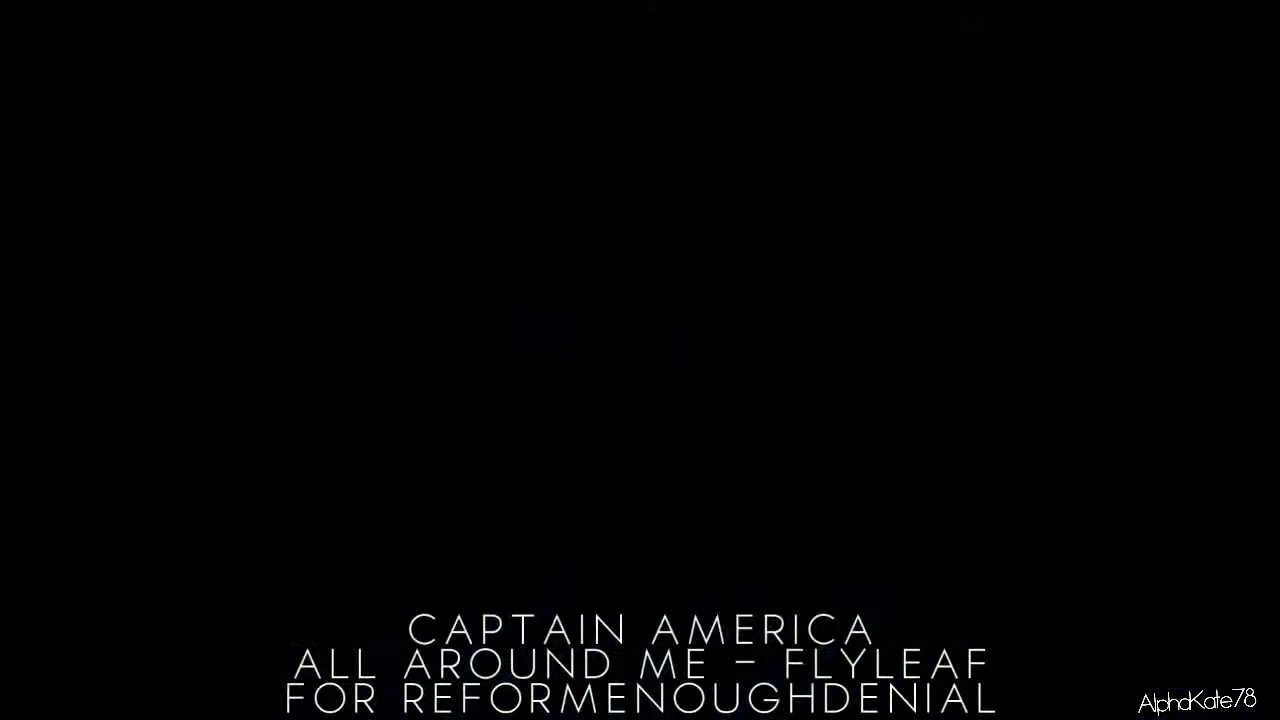 CAPTAIN AMERICA
ALL AROUND ME - FLYLEAF
FOR REFORMENOUGHDENIAL
AlphaKate78